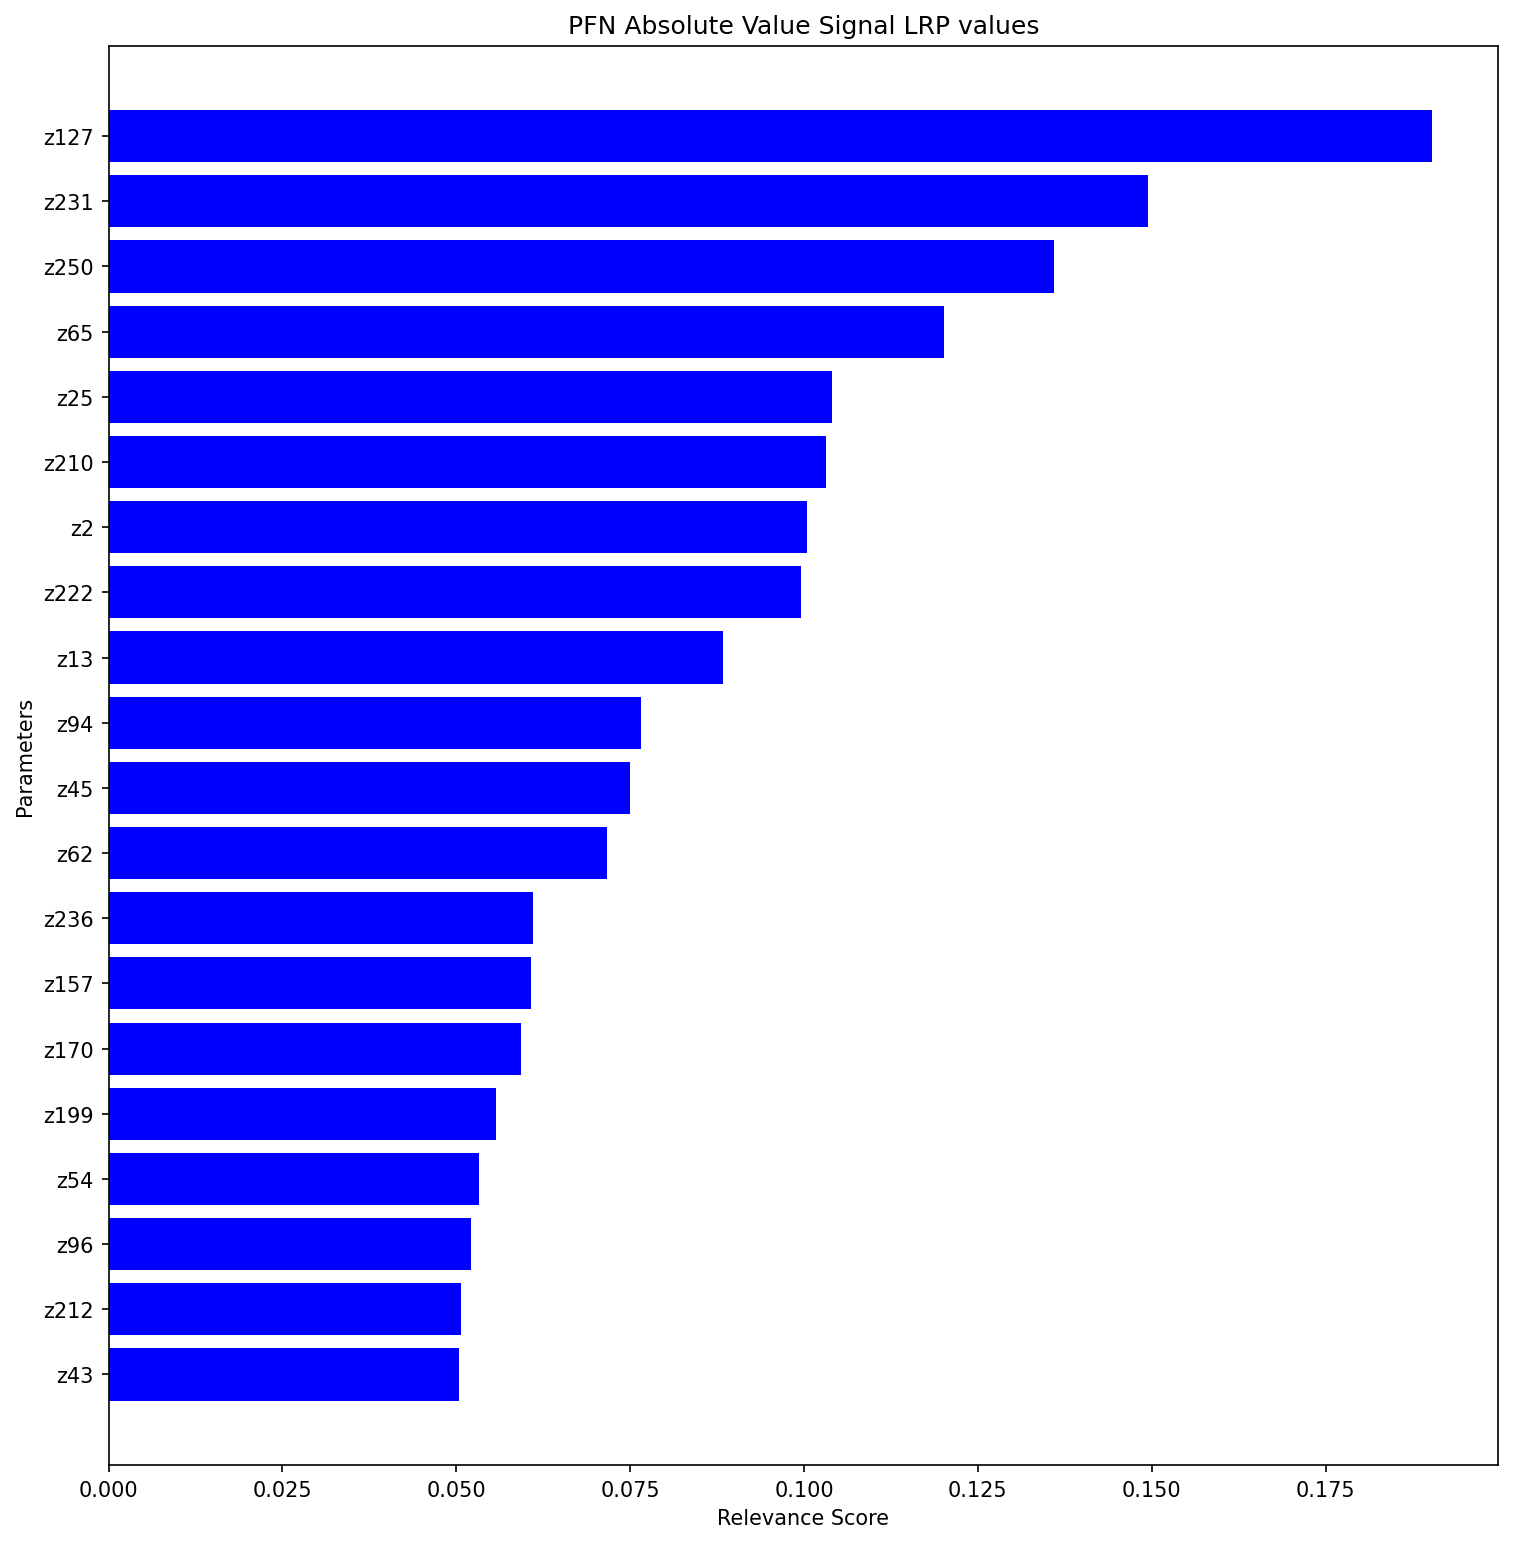 PFN Absolute Value Signal LRP values
z127
z231
z250
z65
z25
z210
z2
z222
z13
z94
z45
z62
z236
z157
z170
z199
z54
z96
z212
z43
Parameters
0.000 0.025 0.050 0.075 0.100 0.125 0.150 0.175
Relevance Score